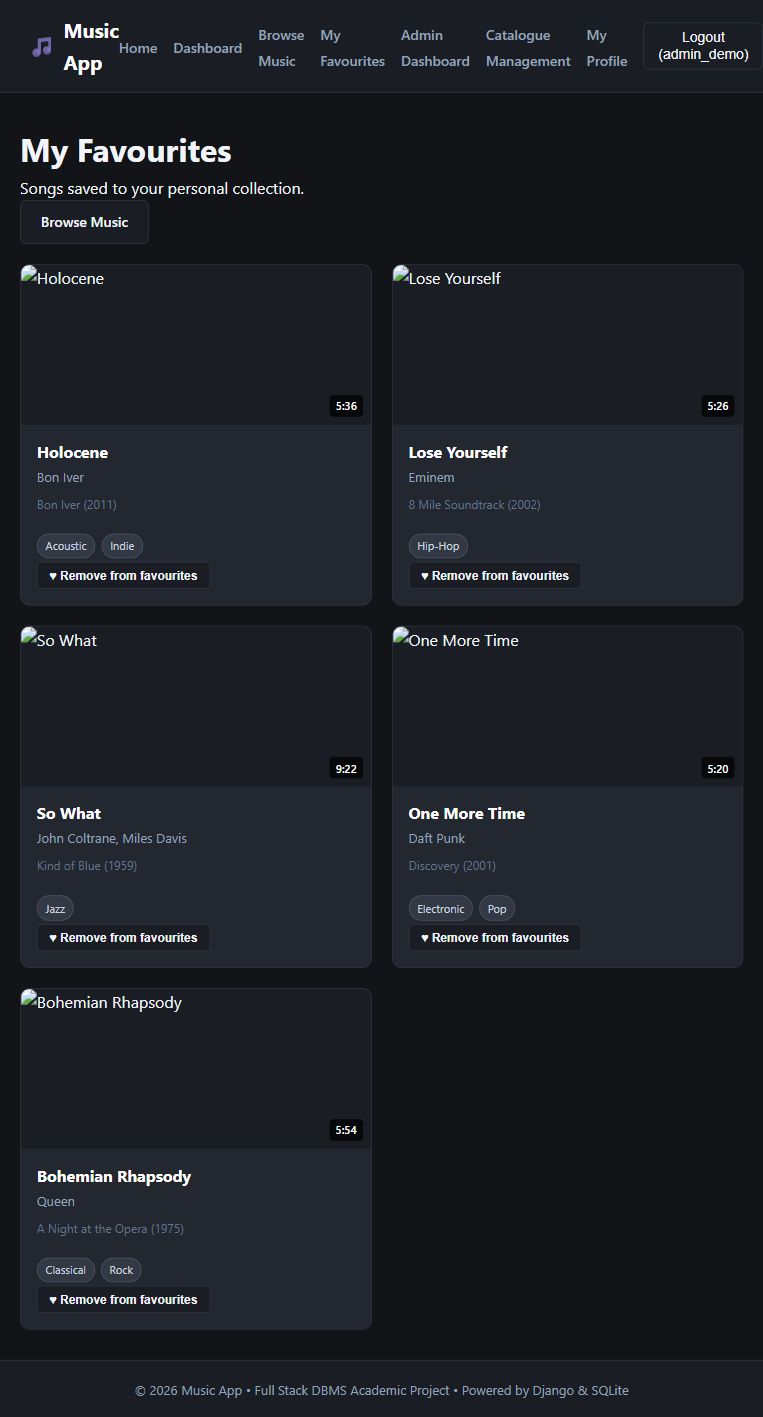 Music App
Home
Dashboard
Browse Music
My Favourites
Admin Dashboard
Catalogue Management
My Profile
Logout (admin_demo)
My Favourites
Songs saved to your personal collection.
Browse Music
Holocene
5:36
Holocene
Bon Iver
Bon Iver (2011)
Acoustic
Indie
♥ Remove from favourites
Lose Yourself
5:26
Lose Yourself
Eminem
8 Mile Soundtrack (2002)
Hip-Hop
♥ Remove from favourites
So What
9:22
So What
John Coltrane, Miles Davis
Kind of Blue (1959)
Jazz
♥ Remove from favourites
One More Time
5:20
One More Time
Daft Punk
Discovery (2001)
Electronic
Pop
♥ Remove from favourites
Bohemian Rhapsody
5:54
Bohemian Rhapsody
Queen
A Night at the Opera (1975)
Classical
Rock
♥ Remove from favourites
© 2026 Music App • Full Stack DBMS Academic Project • Powered by Django & SQLite